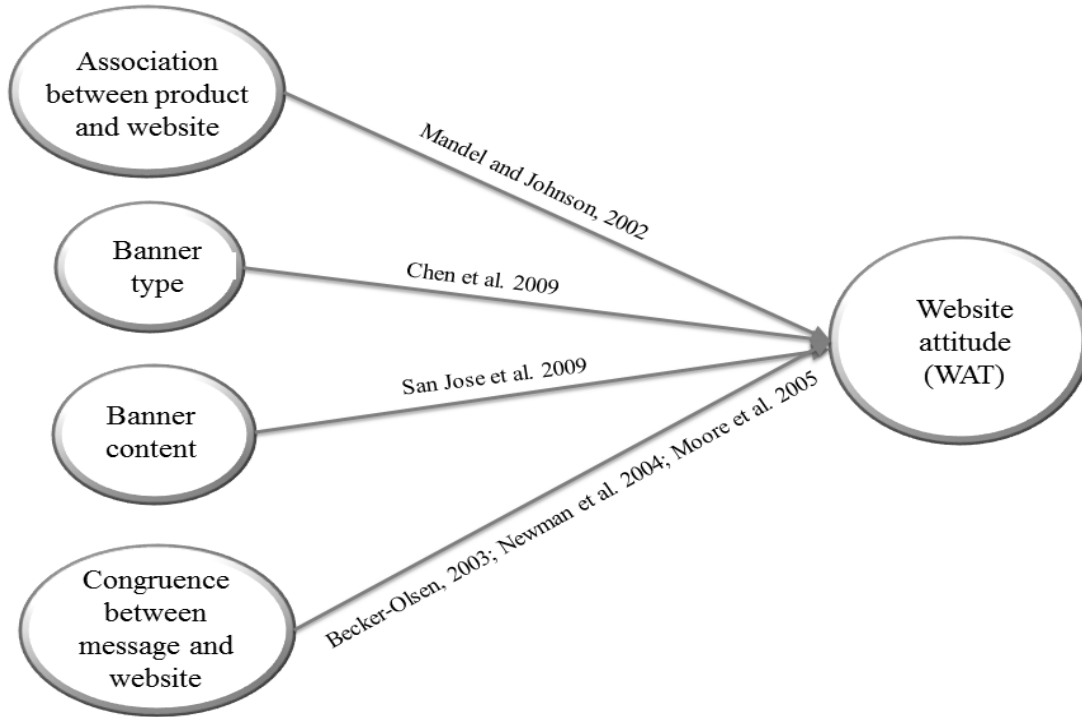 Association
between product
and website
Mandel and Johnson, 2002
Banner
type
Chen et al. 2009
Website
attitude
(WAT)
San Jose et al. 2009
Banner
content
Becker-Olsen, 2003; Newman et al. 2004; Moore et al. 2005
Congruence
between
message and
website